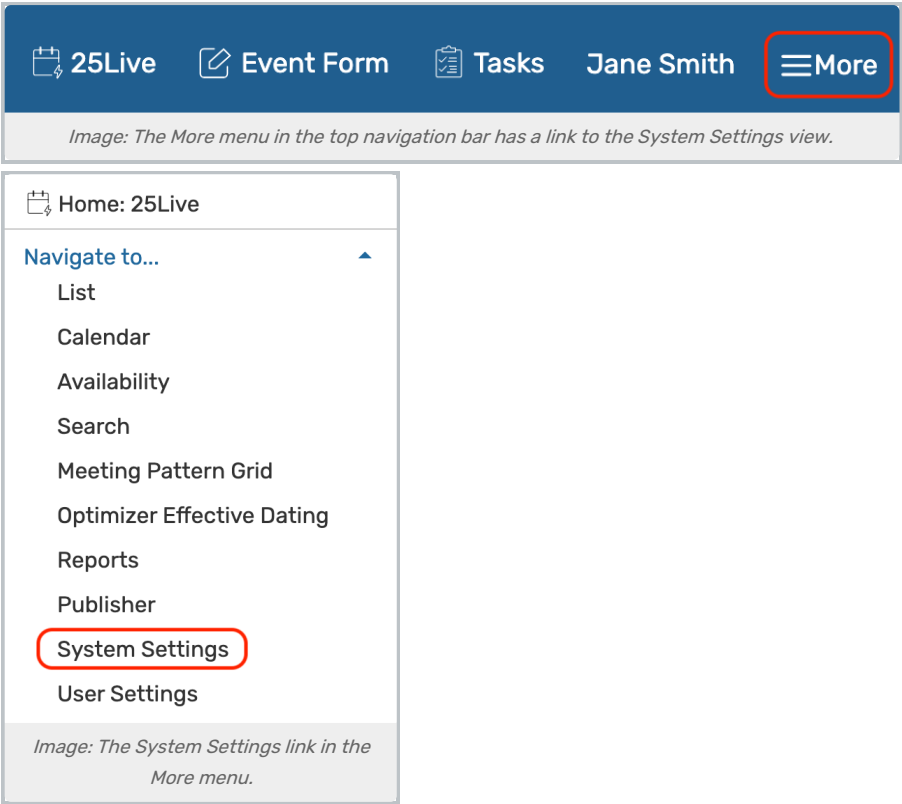 25Live Event Form Tasks Jane Smith More
Image: The More menu in the top navigation bar has a link to the System Settings view.
Home: 25Live
Navigate to...
List
Calendar
Availability
Search
Meeting Pattern Grid
Optimizer Effective Dating
Reports
Publisher
System Settings
User Settings
Image: The System Settings link in the
More menu.